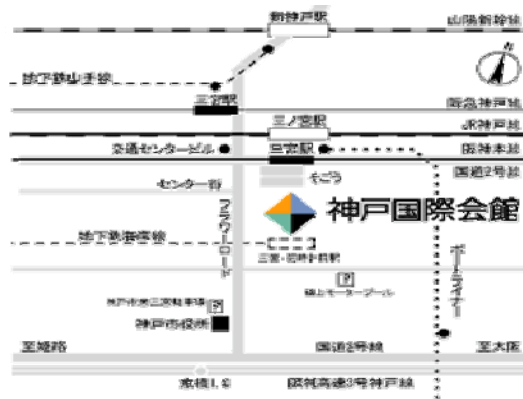 新神戸駅
山陽新幹線
N
地下鉄山手線
三宮駅
阪急神戸線
三ノ宮駅
JR神戸線
交通センタービル
三宮駅
阪神本線
国道2号線
センター街
そごう
フラワーロード
神戸国際会館
地下鉄海岸線
三宮・花時計前駅
ポートライナー
P
神戸市役所
至姫路
国道2号線
至大阪
京橋I.C
阪神高速3号神戸線